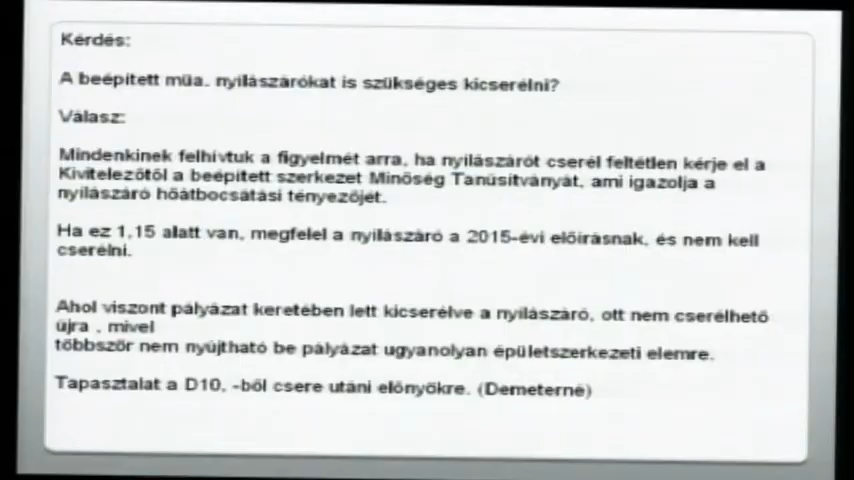 Kérdés:
A beépített műa. nyílászárókat is szükséges kicserélni?
Válasz:
Mindenkinek felhívtuk a figyelmét arra, ha nyílászárót cserél feltétlen kérje el a
Kivitelezőtől a beépített szerkezet Minőség Tanúsítványát, ami igazolja a
nyílászáró hőátbocsátási tényezőjét.
Ha ez 1,15 alatt van, megfelel a nyílászáró a 2015-évi előírásnak, és nem kell
cserélni.
Ahol viszont pályázat keretében lett kicserélve a nyílászáró, ott nem cserélhető
újra , mivel
többször nem nyújtható be pályázat ugyanolyan épületszerkezeti elemre.
Tapasztalat a D10. -ből csere utáni előnyökre. (Demeterné)